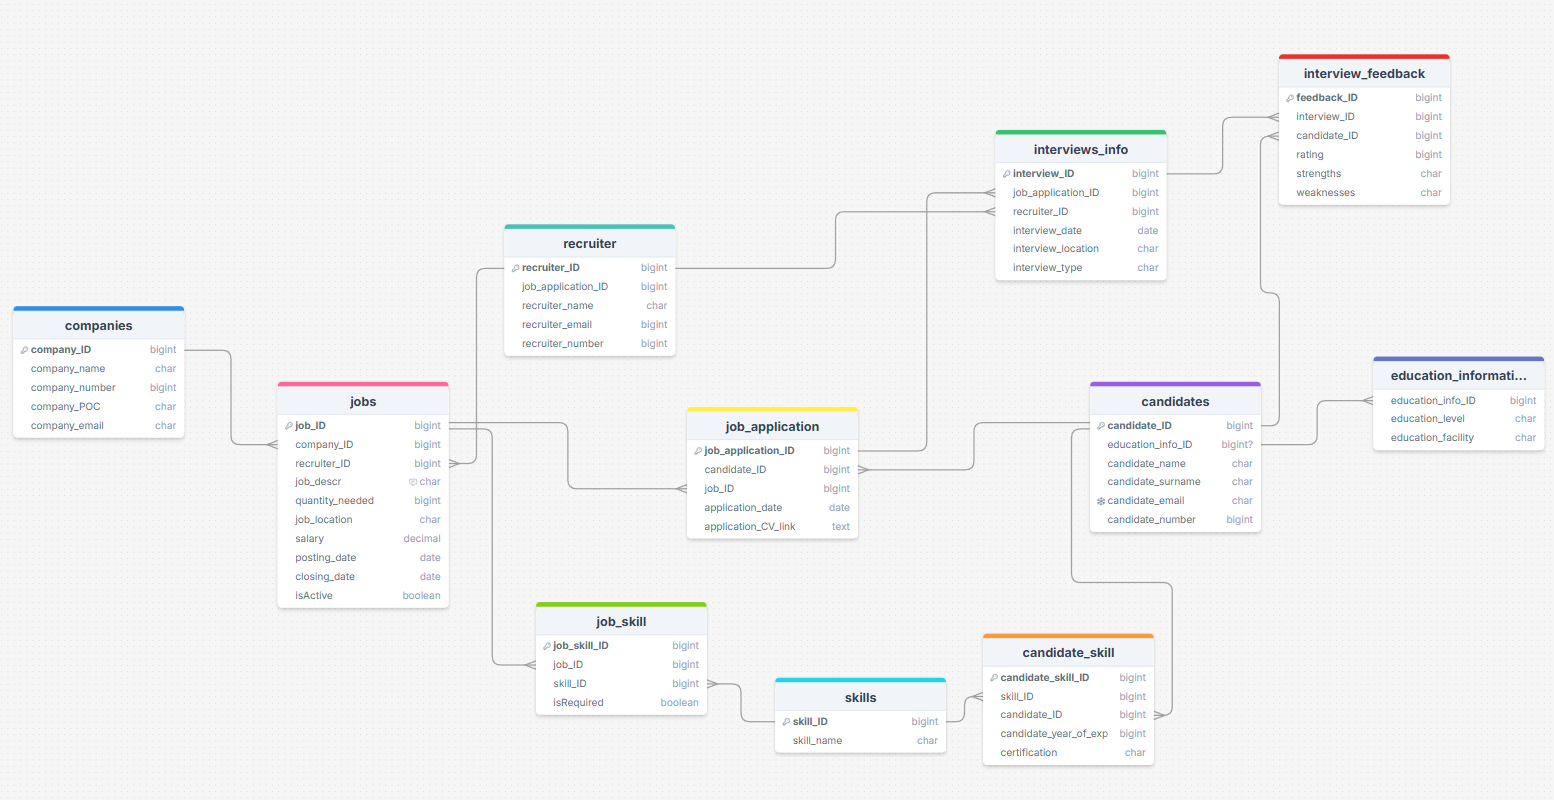 interview_feedback
feedback_ID bigint
interview_ID bigint
candidate_ID bigint
rating bigint
strengths char
weaknesses char
interviews_info
interview_ID bigint
job_application_ID bigint
recruiter_ID bigint
interview_date date
interview_location char
interview_type char
recruiter
recruiter_ID bigint
job_application_ID bigint
recruiter_name char
recruiter_email bigint
recruiter_number bigint
companies
company_ID bigint
company_name char
company_number bigint
company_POC char
company_email char
jobs
job_ID bigint
company_ID bigint
recruiter_ID bigint
job_descr char
quantity_needed bigint
job_location char
salary decimal
posting_date date
closing_date date
isActive boolean
job_application
job_application_ID bigint
candidate_ID bigint
job_ID bigint
application_date date
application_CV_link text
candidates
candidate_ID bigint
education_info_ID bigint?
candidate_name char
candidate_surname char
candidate_email char
candidate_number bigint
education_informati...
education_info_ID bigint
education_level char
education_facility char
job_skill
job_skill_ID bigint
job_ID bigint
skill_ID bigint
isRequired boolean
skills
skill_ID bigint
skill_name char
candidate_skill
candidate_skill_ID bigint
skill_ID bigint
candidate_ID bigint
candidate_year_of_exp bigint
certification char